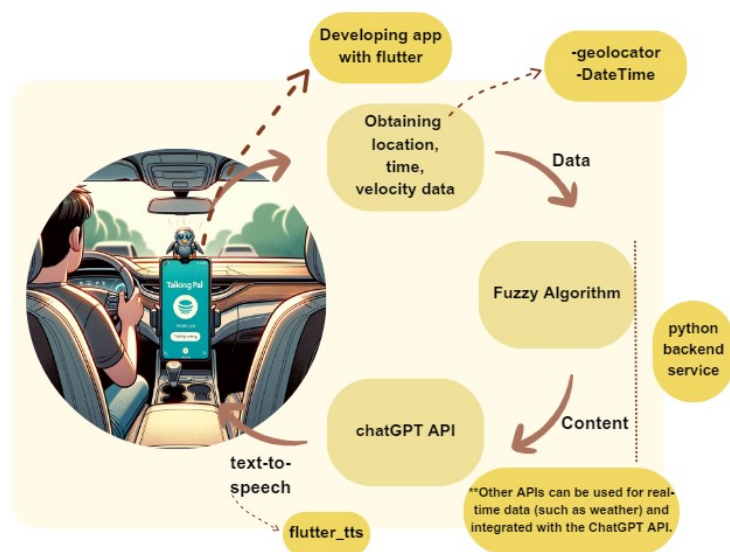 Developing app
with flutter
-geolocator
-DateTime
Obtaining
location,
time,
velocity data
Data
Fuzzy Algorithm
python
backend
service
Content
chatGPT API
text-to-
speech
flutter_tts
**Other APIs can be used for real-
time data (such as weather) and
integrated with the ChatGPT API.
Talking Pal